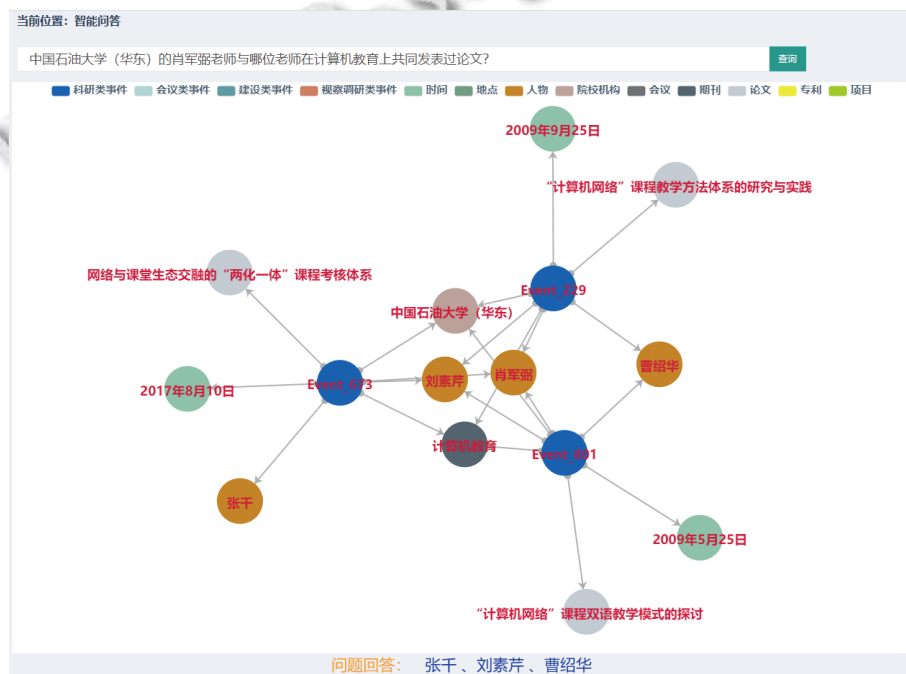 当前位置：智能问答
中国石油大学（华东）的肖军弼老师与哪位老师在计算机教育上共同发表过论文？
查询
科研类事件 会议类事件 建设类事件 视察调研类事件 时间 地点 人物 院校机构 会议 期刊 论文 专利 项目
2009年9月25日
“计算机网络”课程教学方法体系的研究与实践
网络与课堂生态交融的“两化一体”课程考核体系
Event_229
中国石油大学（华东）
曹绍华
肖军弼
刘素芹
Event_673
2017年8月10日
计算机教育
Event_801
张千
2009年5月25日
“计算机网络”课程双语教学模式的探讨
问题回答： 张千、刘素芹、曹绍华